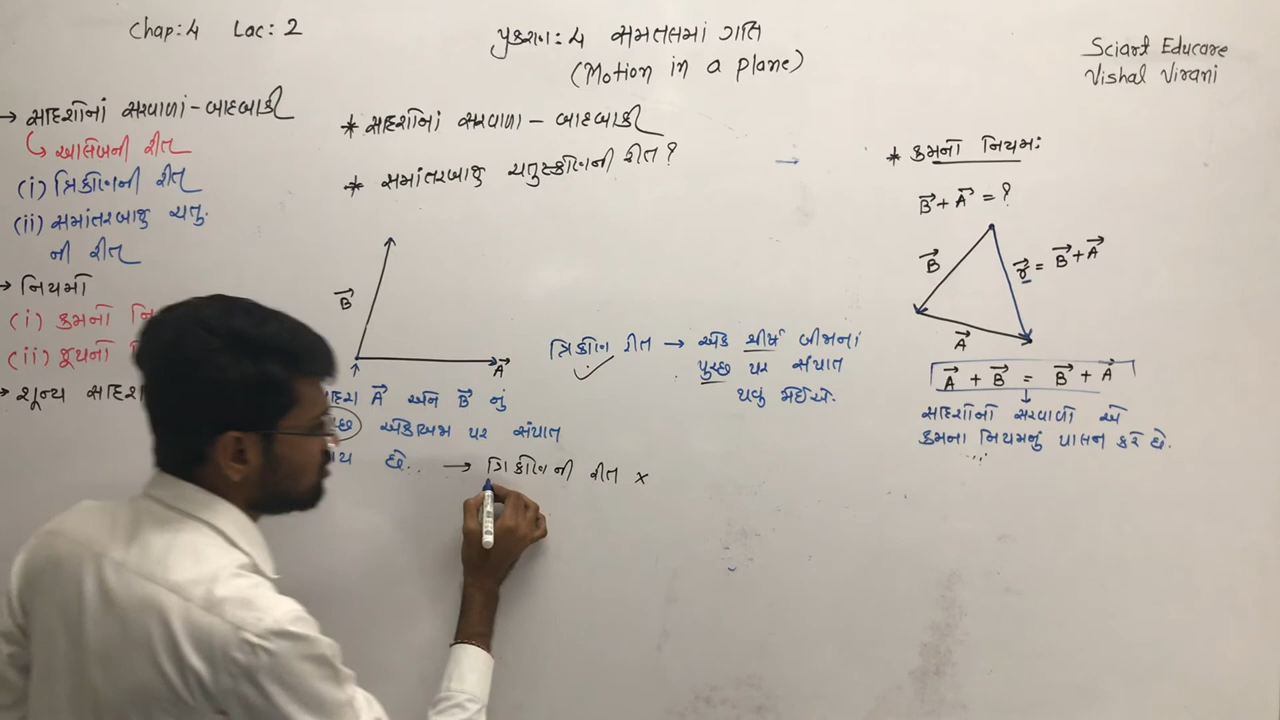 Chap: 4 Lec: 2
પ્રકરણ: 4 સમતલમાં ગતિ
(Motion in a plane)
Sciart Educare
Vishal Virani
→ સદિશોનાં સરવાળા - બાદબાકી
↳ આલેખની રીત
(i) ત્રિકોણની રીત
(ii) સમાંતરબાજુ ચતુ.
ની રીત
→ નિયમો
(i) ક્રમનો નિ
(ii) જૂથનો
→ શૂન્ય સદિશ
* સદિશોનાં સરવાળા - બાદબાકી
* સમાંતરબાજુ ચતુષ્કોણની રીત ?
B
A
A અને B નું
એકબીજા પર સંપાત
થાય છે. → ત્રિકોણની રીત x
ત્રિકોણ રીત → એકે શીર્ષ બીજાનાં
પુચ્છ પર સંપાત
થવું જોઈએ.
→
* ક્રમનો નિયમ:
B + A = ?
B
r = B + A
A
A + B = B + A
↓
સદિશોનો સરવાળો એ
ક્રમના નિયમનું પાલન કરે છે.